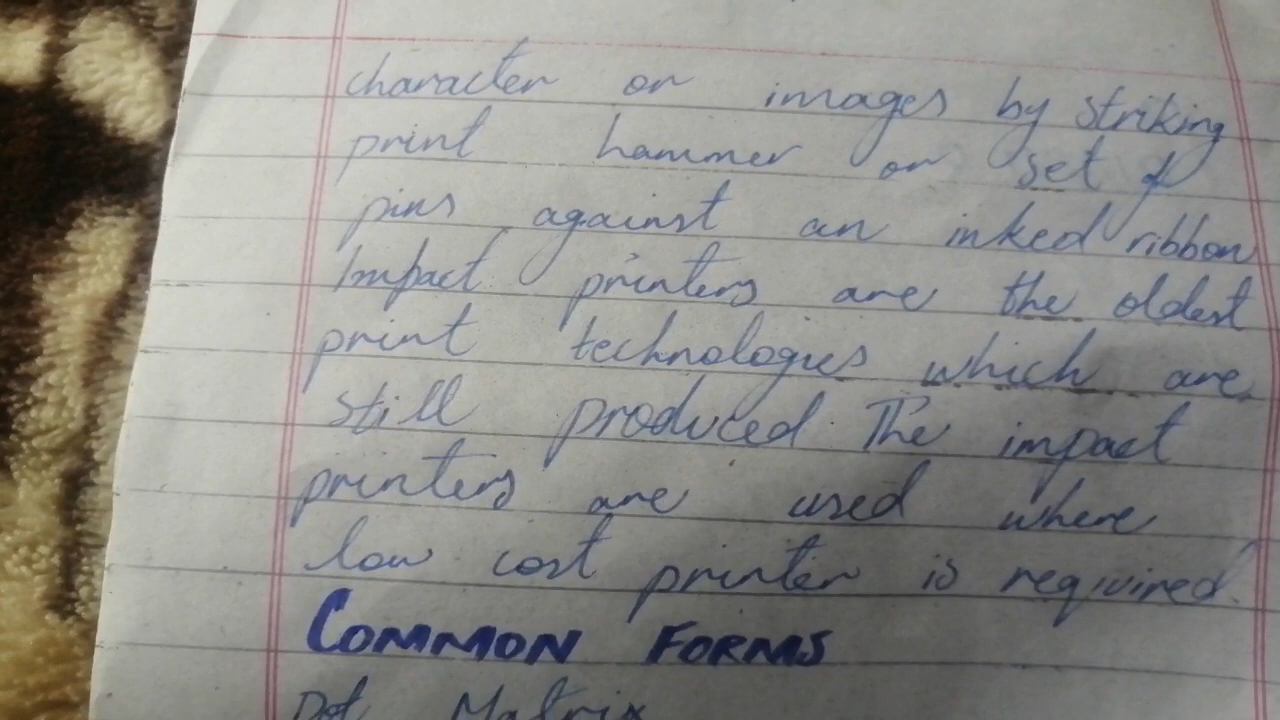 character or images by striking
print hammer or set of
pins against an inked ribbon
Impact printers are the oldest
print technologies which are
still produced. The impact
printers are used where
low cost printer is required.
COMMON FORMS
Dot Matrix